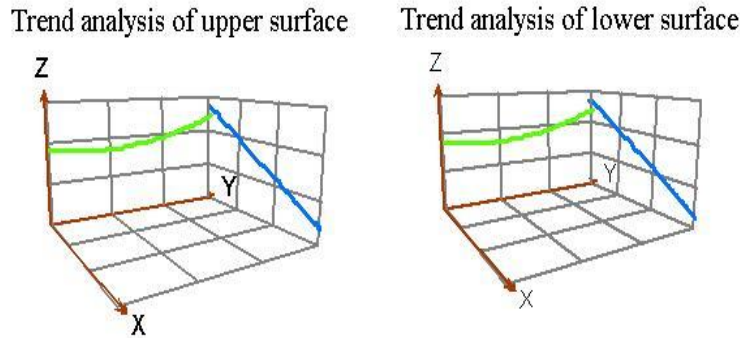 Trend analysis of upper surface
Z
Y
X
Trend analysis of lower surface
Z
Y
X